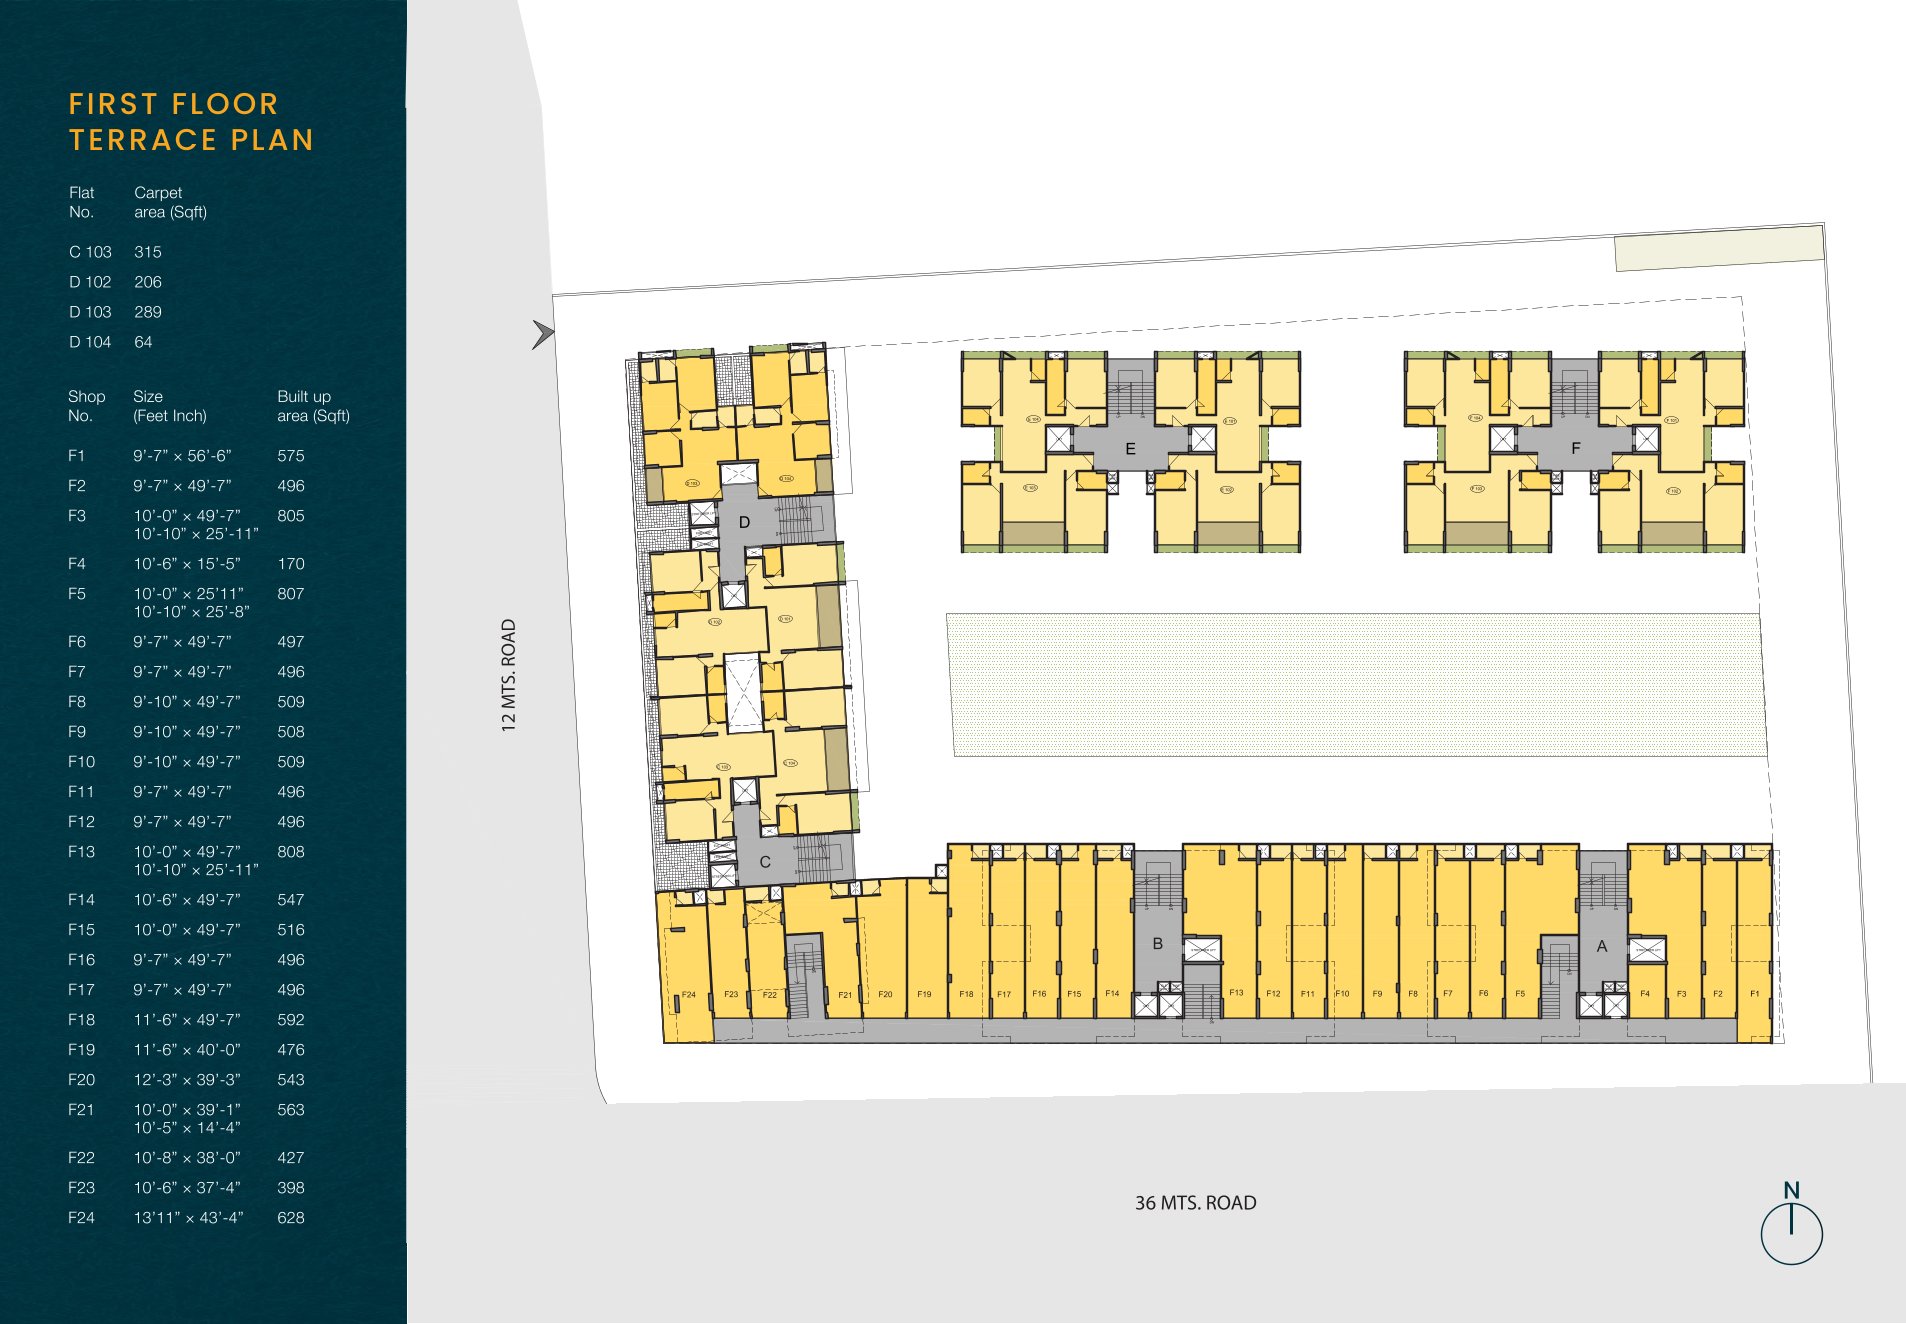 FIRST FLOOR
TERRACE PLAN
Flat Carpet
No. area (Sqft)
C 103 315
D 102 206
D 103 289
D 104 64
Shop Size Built up
No. (Feet Inch) area (Sqft)
F1 9’-7” × 56’-6” 575
F2 9’-7” × 49’-7” 496
F3 10’-0” × 49’-7” 805
10’-10” × 25’-11”
F4 10’-6” × 15’-5” 170
F5 10’-0” × 25’11” 807
10’-10” × 25’-8”
F6 9’-7” × 49’-7” 497
F7 9’-7” × 49’-7” 496
F8 9’-10” × 49’-7” 509
F9 9’-10” × 49’-7” 508
F10 9’-10” × 49’-7” 509
F11 9’-7” × 49’-7” 496
F12 9’-7” × 49’-7” 496
F13 10’-0” × 49’-7” 808
10’-10” × 25’-11”
F14 10’-6” × 49’-7” 547
F15 10’-0” × 49’-7” 516
F16 9’-7” × 49’-7” 496
F17 9’-7” × 49’-7” 496
F18 11’-6” × 49’-7” 592
F19 11’-6” × 40’-0” 476
F20 12’-3” × 39’-3” 543
F21 10’-0” × 39’-1” 563
10’-5” × 14’-4”
F22 10’-8” × 38’-0” 427
F23 10’-6” × 37’-4” 398
F24 13’11” × 43’-4” 628
12 MTS. ROAD
E
F
D
C
B
A
F24 F23 F22 F21 F20 F19 F18 F17 F16 F15 F14 F13 F12 F11 F10 F9 F8 F7 F6 F5 F4 F3 F2 F1
36 MTS. ROAD
N